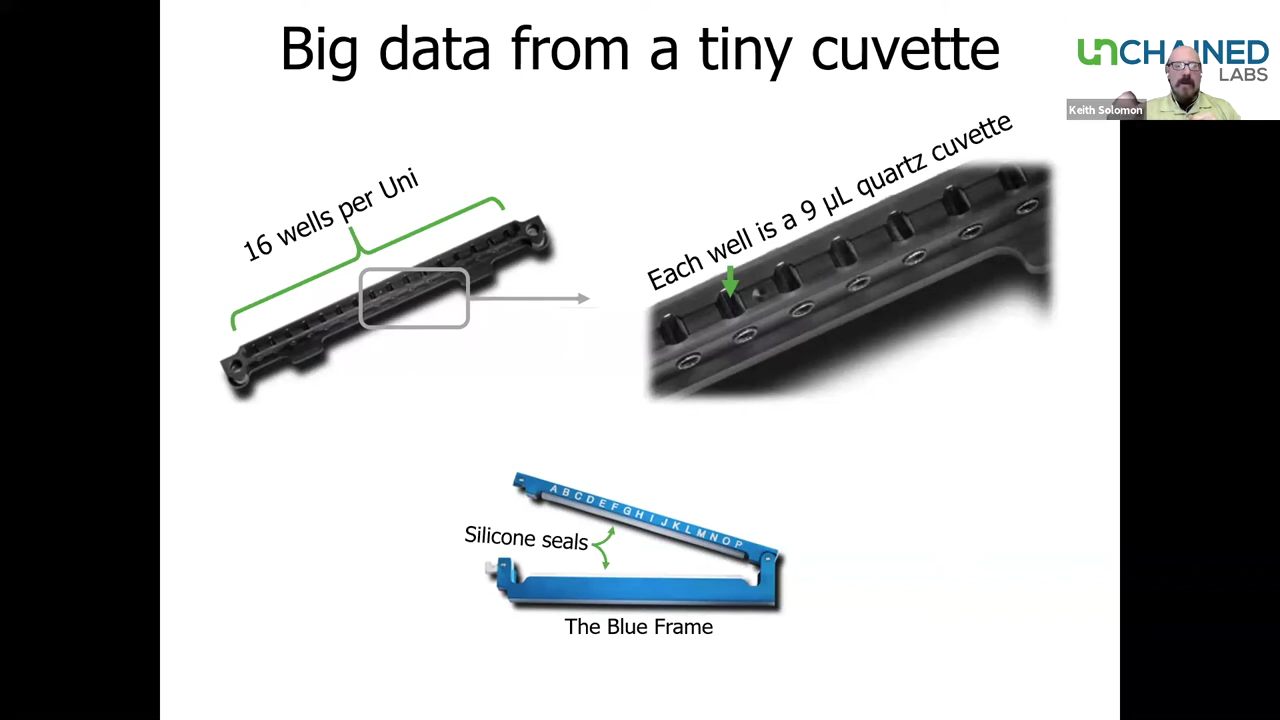 Big data from a tiny cuvette
UNCHAINED
LABS
Keith Solomon
16 wells per Uni
Each well is a 9 µL quartz cuvette
A B C D E F G H I J K L M N O P
Silicone seals
The Blue Frame